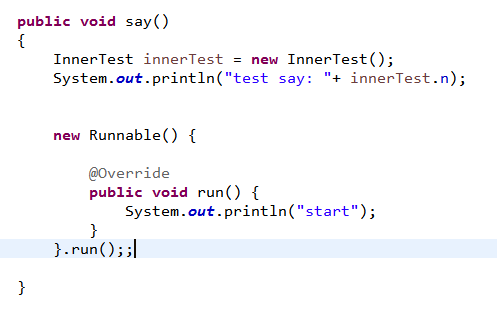 public void say()
{
    InnerTest innerTest = new InnerTest();
    System.out.println("test say: "+ innerTest.n);
    new Runnable() {
        @Override
        public void run() {
            System.out.println("start");
        }
    }.run();;
}